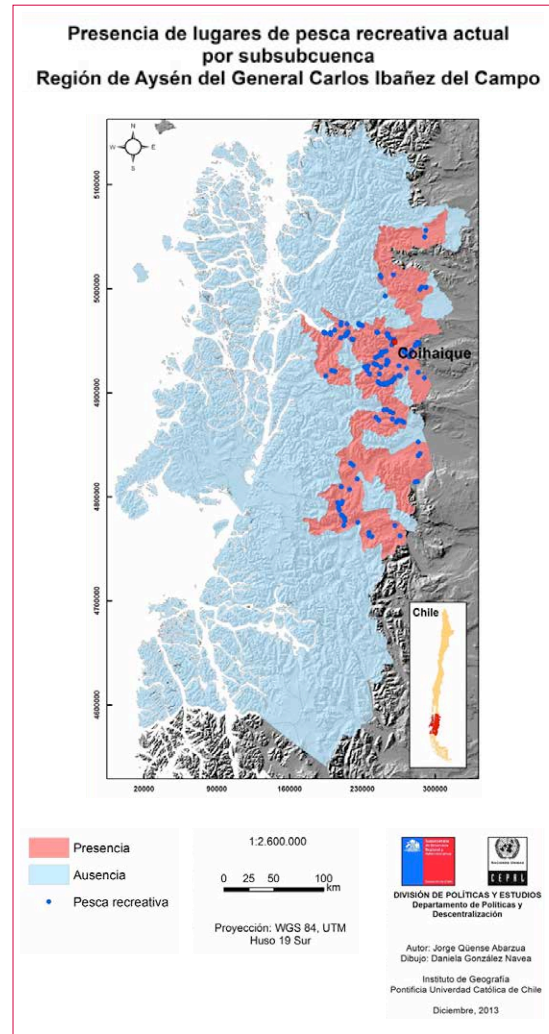 Presencia de lugares de pesca recreativa actual
por subsubcuenca
Región de Aysén del General Carlos Ibañez del Campo
N
W E
S
5100000
5000000
4900000
4800000
4700000
4600000
Coihaique
Chile
20000 90000 160000 230000 300000
Presencia
Ausencia
Pesca recreativa
1:2.600.000
0 25 50 100
km
Proyección: WGS 84, UTM
Huso 19 Sur
CEPAL
DIVISIÓN DE POLÍTICAS Y ESTUDIOS
Departamento de Políticas y
Descentralización
Autor: Jorge Qüense Abarzua
Dibujo: Daniela González Navea
Instituto de Geografía
Pontificia Univerdad Católica de Chile
Diciembre, 2013